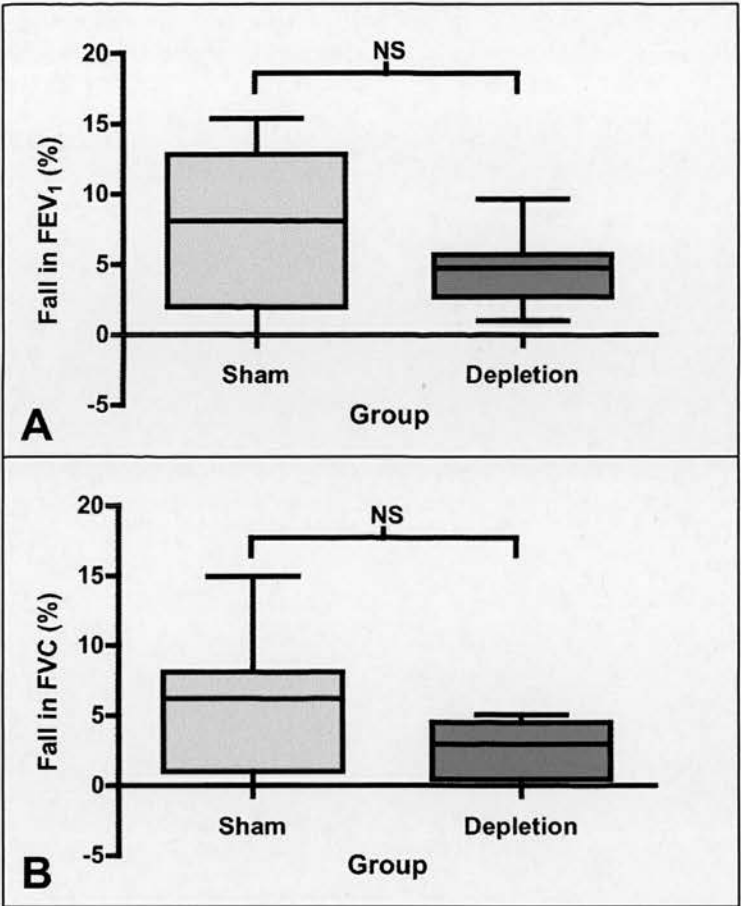 20
NS
15
Fall in FEV₁ (%)
10
5
0
Sham Depletion
-5
Group
A
20
NS
15
Fall in FVC (%)
10
5
0
Sham Depletion
-5
Group
B